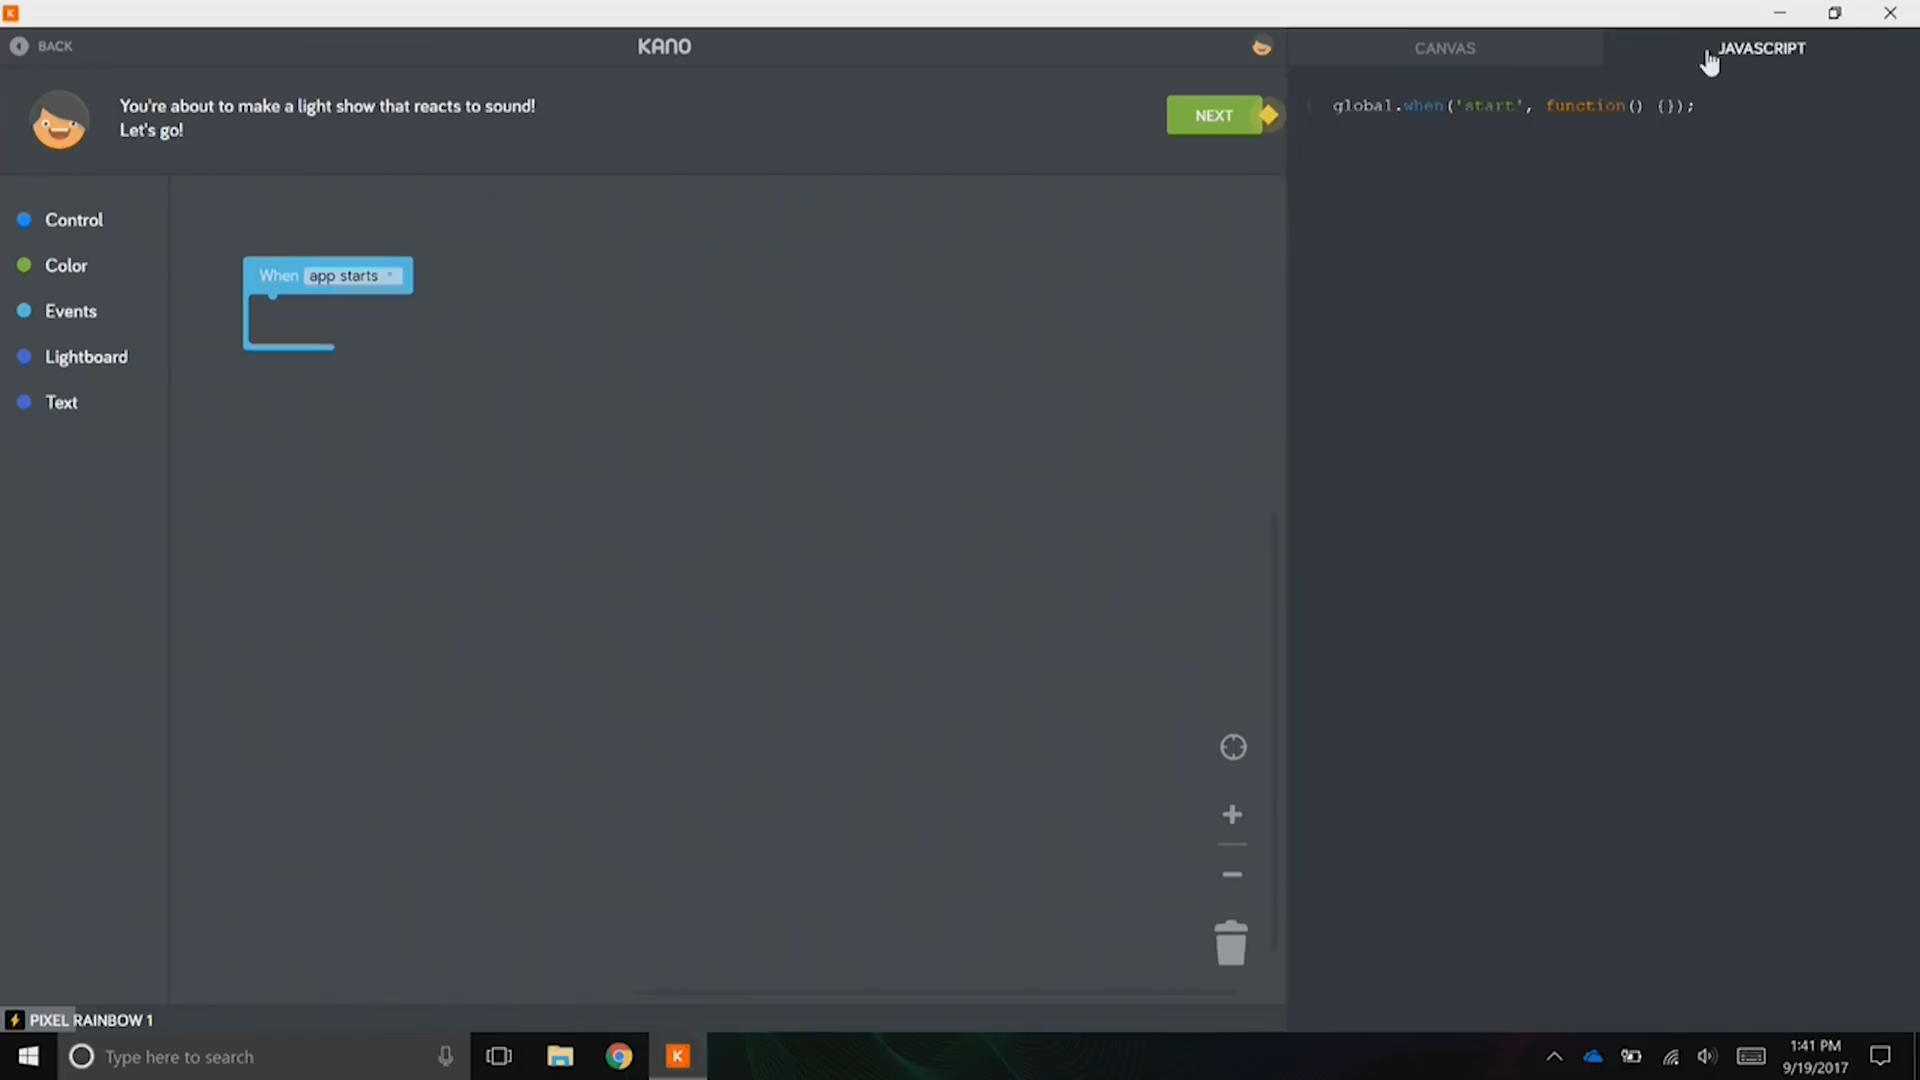 BACK
KANO
CANVAS
JAVASCRIPT
You're about to make a light show that reacts to sound!
Let's go!
NEXT
1 global.when('start', function() {});
Control
Color
Events
Lightboard
Text
When app starts
PIXEL RAINBOW 1
Type here to search
K
1:41 PM
9/19/2017